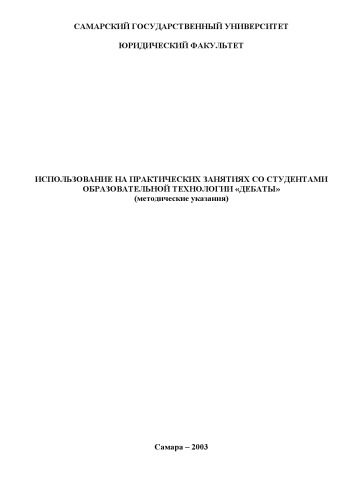 САМАРСКИЙ ГОСУДАРСТВЕННЫЙ УНИВЕРСИТЕТ
ЮРИДИЧЕСКИЙ ФАКУЛЬТЕТ
ИСПОЛЬЗОВАНИЕ НА ПРАКТИЧЕСКИХ ЗАНЯТИЯХ СО СТУДЕНТАМИ
ОБРАЗОВАТЕЛЬНОЙ ТЕХНОЛОГИИ «ДЕБАТЫ»
(методические указания)
Самара – 2003